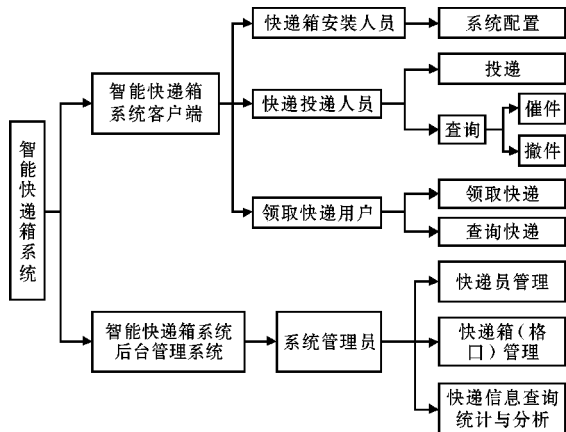 智能快递箱系统
智能快递箱
系统客户端
快递箱安装人员
系统配置
快递投递人员
投递
查询
催件
撤件
领取快递用户
领取快递
查询快递
智能快递箱系统
后台管理系统
系统管理员
快递员管理
快递箱(格
口)管理
快递信息查询
统计与分析